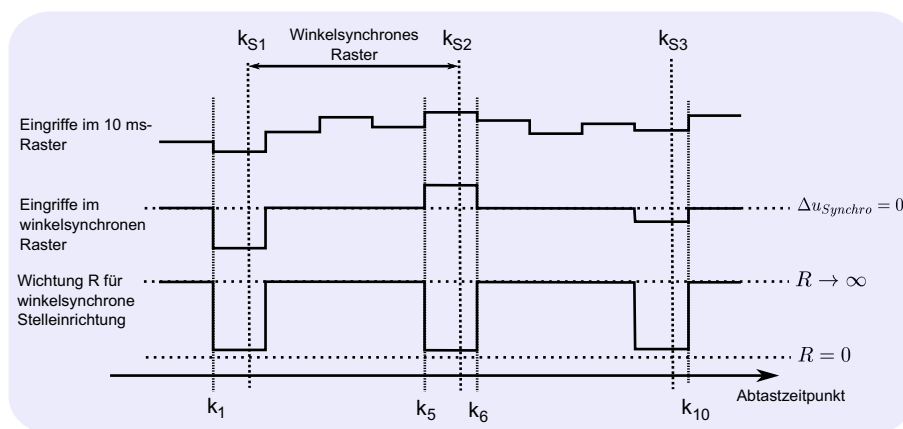 k_S1
Winkelsynchrones
Raster
k_S2
k_S3
Eingriffe im 10 ms-
Raster
Eingriffe im
winkelsynchronen
Raster
Δu_Synchro = 0
Wichtung R für
winkelsynchrone
Stelleinrichtung
R → ∞
R = 0
Abtastzeitpunkt
k_1
k_5
k_6
k_10